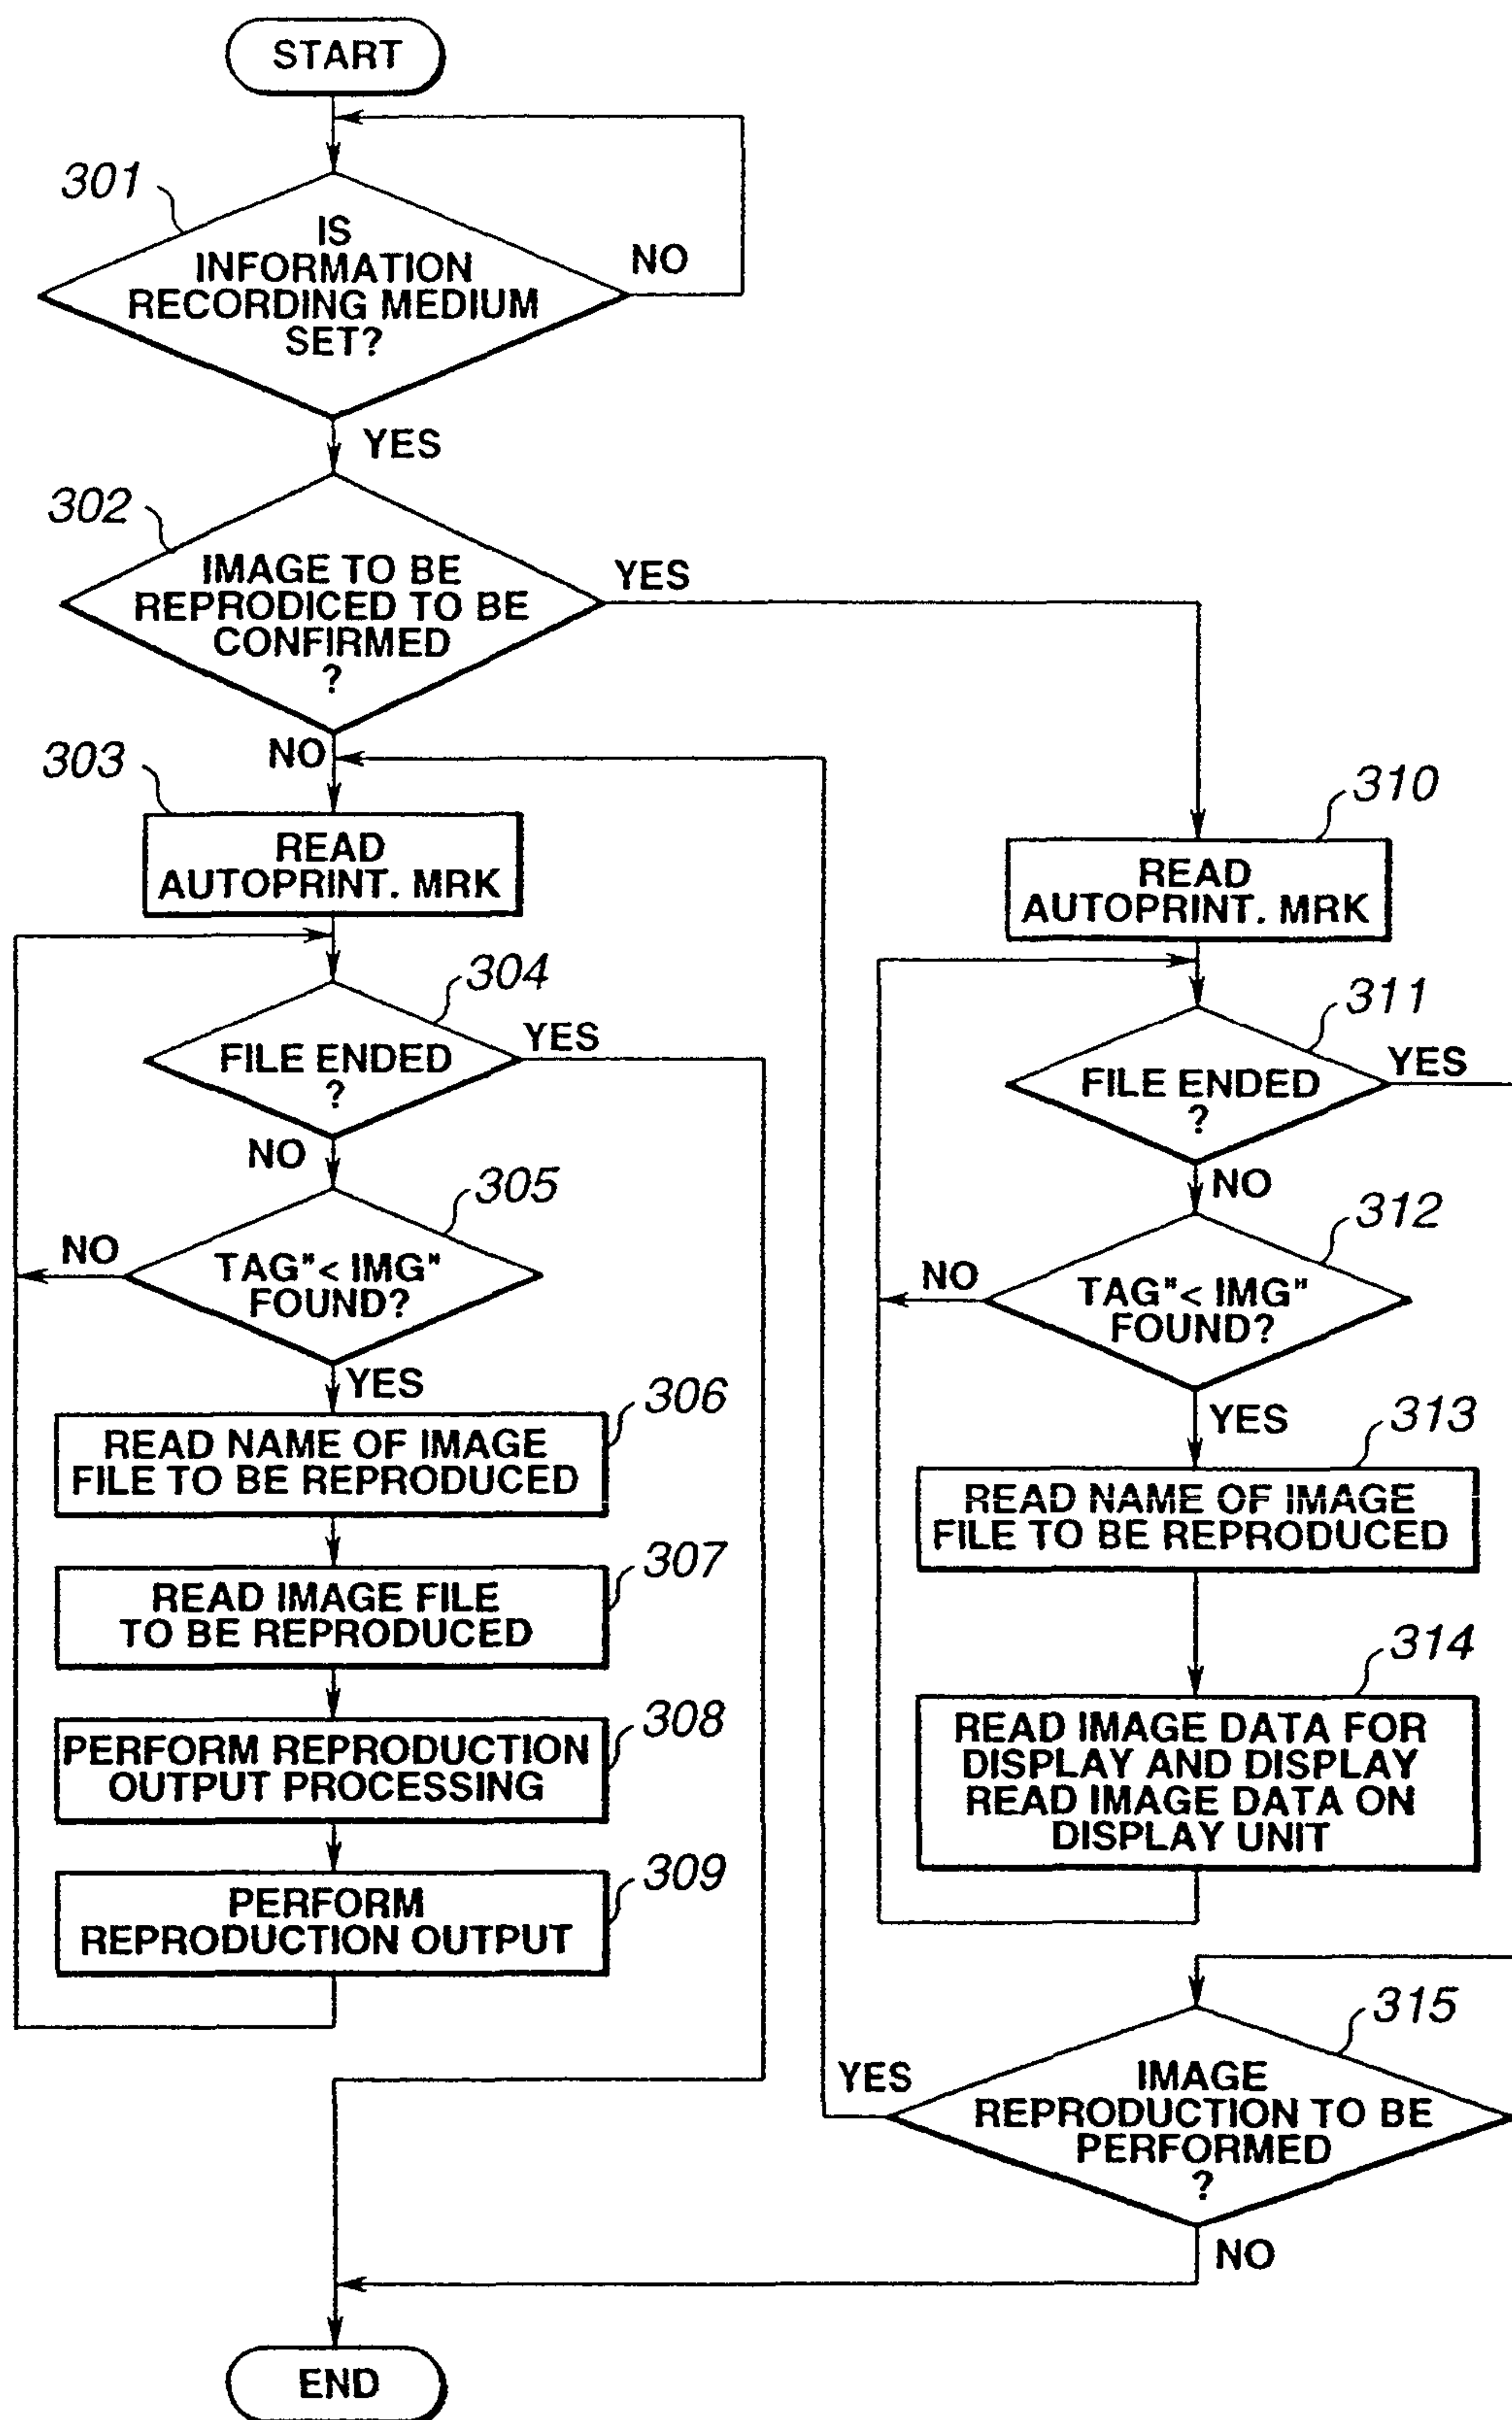 START
301
IS
INFORMATION
RECORDING MEDIUM
SET?
NO
YES
302
IMAGE TO BE
REPRODICED TO BE
CONFIRMED
?
YES
NO
303
READ
AUTOPRINT. MRK
304
FILE ENDED
?
YES
NO
305
TAG"< IMG"
FOUND?
NO
YES
306
READ NAME OF IMAGE
FILE TO BE REPRODUCED
307
READ IMAGE FILE
TO BE REPRODUCED
308
PERFORM REPRODUCTION
OUTPUT PROCESSING
309
PERFORM
REPRODUCTION OUTPUT
310
READ
AUTOPRINT. MRK
311
FILE ENDED
?
YES
NO
312
TAG"< IMG"
FOUND?
NO
YES
313
READ NAME OF IMAGE
FILE TO BE REPRODUCED
314
READ IMAGE DATA FOR
DISPLAY AND DISPLAY
READ IMAGE DATA ON
DISPLAY UNIT
315
IMAGE
REPRODUCTION TO BE
PERFORMED
?
YES
NO
END